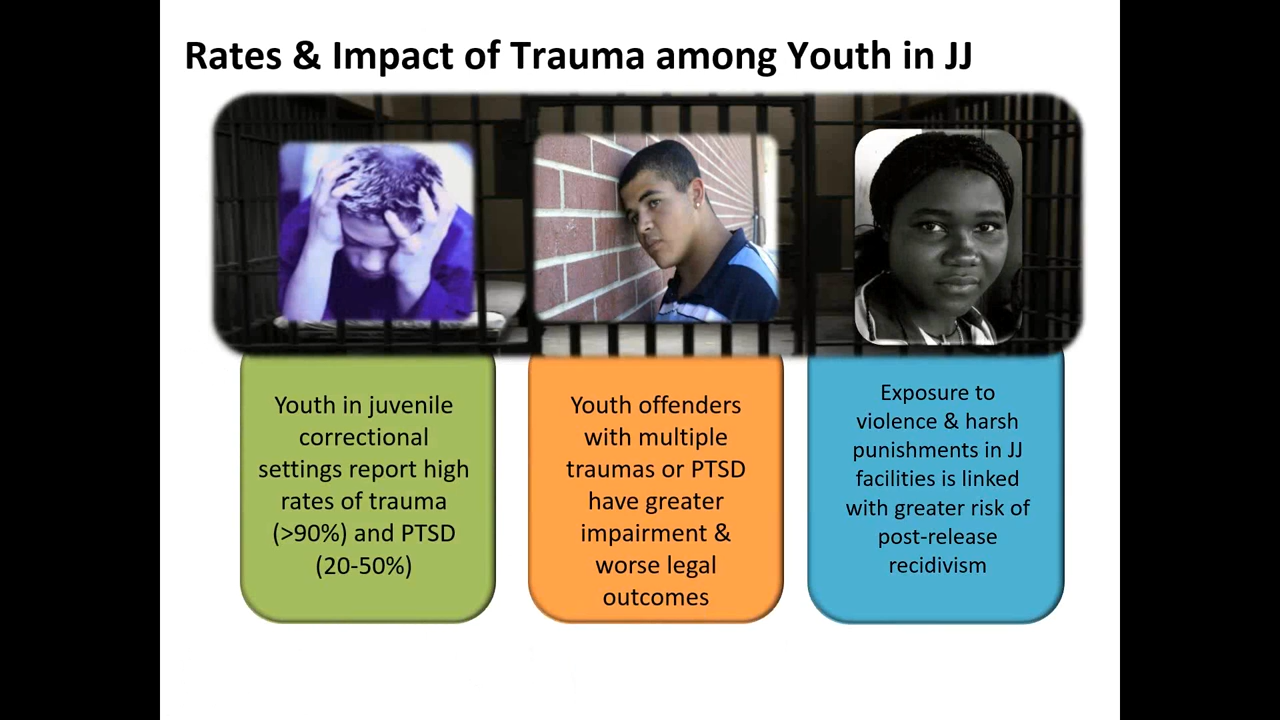 Rates & Impact of Trauma among Youth in JJ
Youth in juvenile
correctional
settings report high
rates of trauma
(>90%) and PTSD
(20-50%)
Youth offenders
with multiple
traumas or PTSD
have greater
impairment &
worse legal
outcomes
Exposure to
violence & harsh
punishments in JJ
facilities is linked
with greater risk of
post-release
recidivism